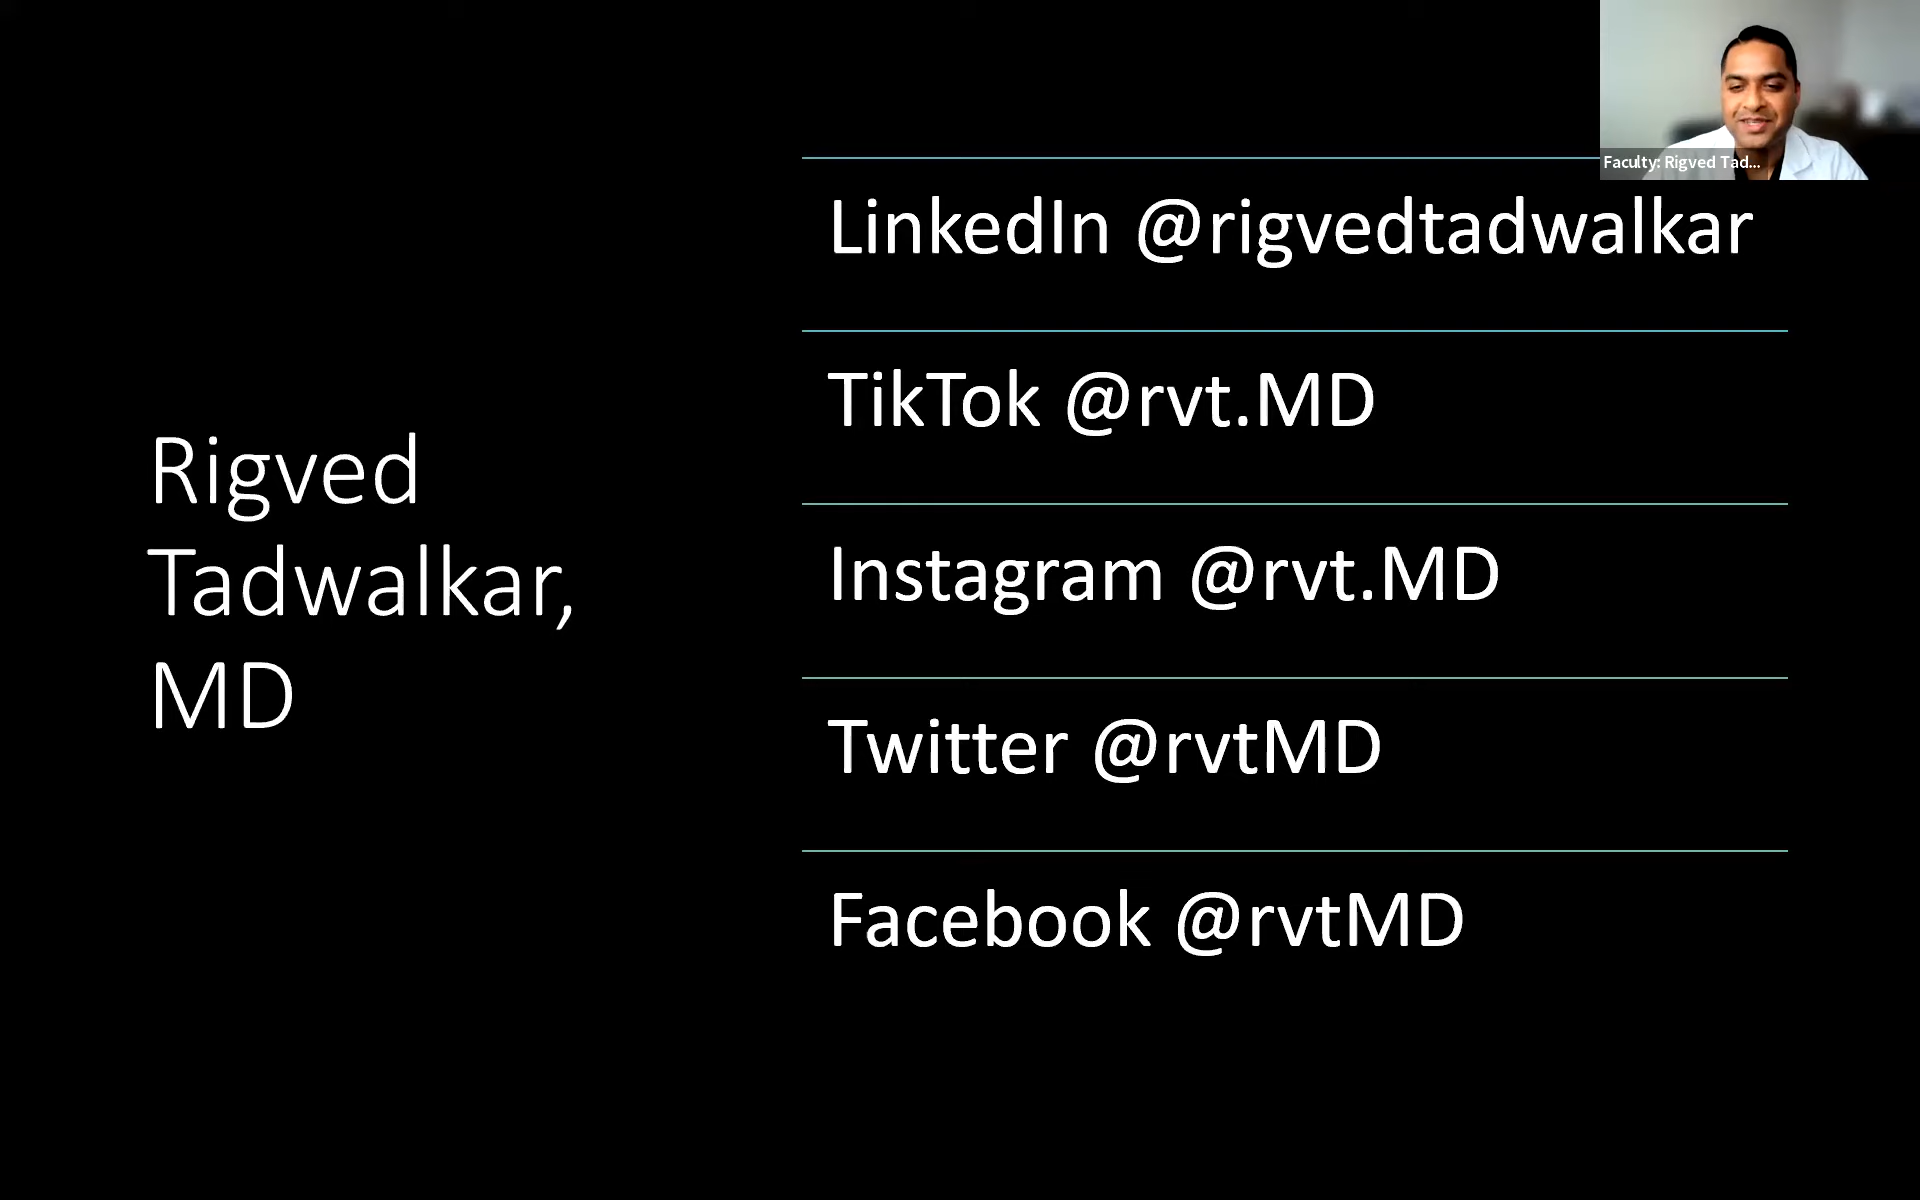 Rigved
Tadwalkar,
MD
Faculty: Rigved Tad...
LinkedIn @rigvedtadwalkar
TikTok @rvt.MD
Instagram @rvt.MD
Twitter @rvtMD
Facebook @rvtMD